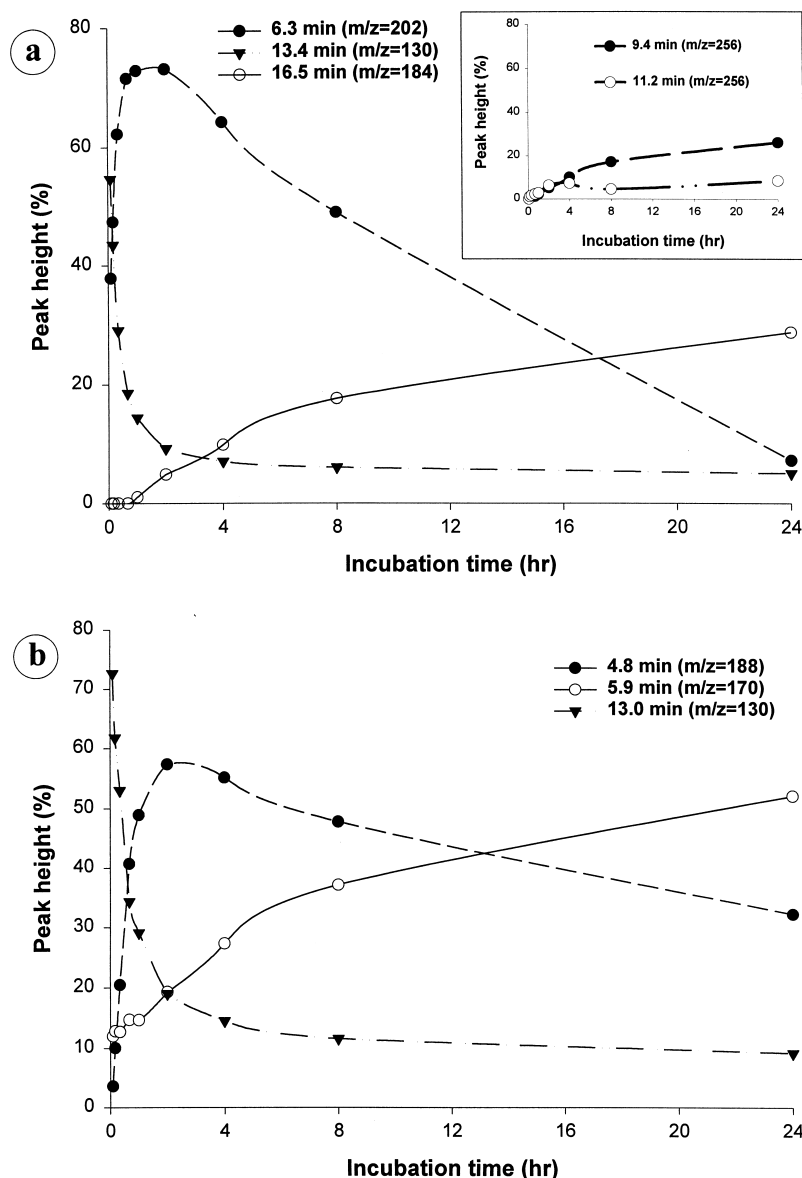 a
6.3 min (m/z=202)
13.4 min (m/z=130)
16.5 min (m/z=184)
80
60
40
20
0
Peak height (%)
0 4 8 12 16 20 24
Incubation time (hr)
9.4 min (m/z=256)
11.2 min (m/z=256)
80
60
40
20
0
Peak height (%)
0 4 8 12 16 20 24
Incubation time (hr)
b
4.8 min (m/z=188)
5.9 min (m/z=170)
13.0 min (m/z=130)
80
70
60
50
40
30
20
10
0
Peak height (%)
0 4 8 12 16 20 24
Incubation time (hr)